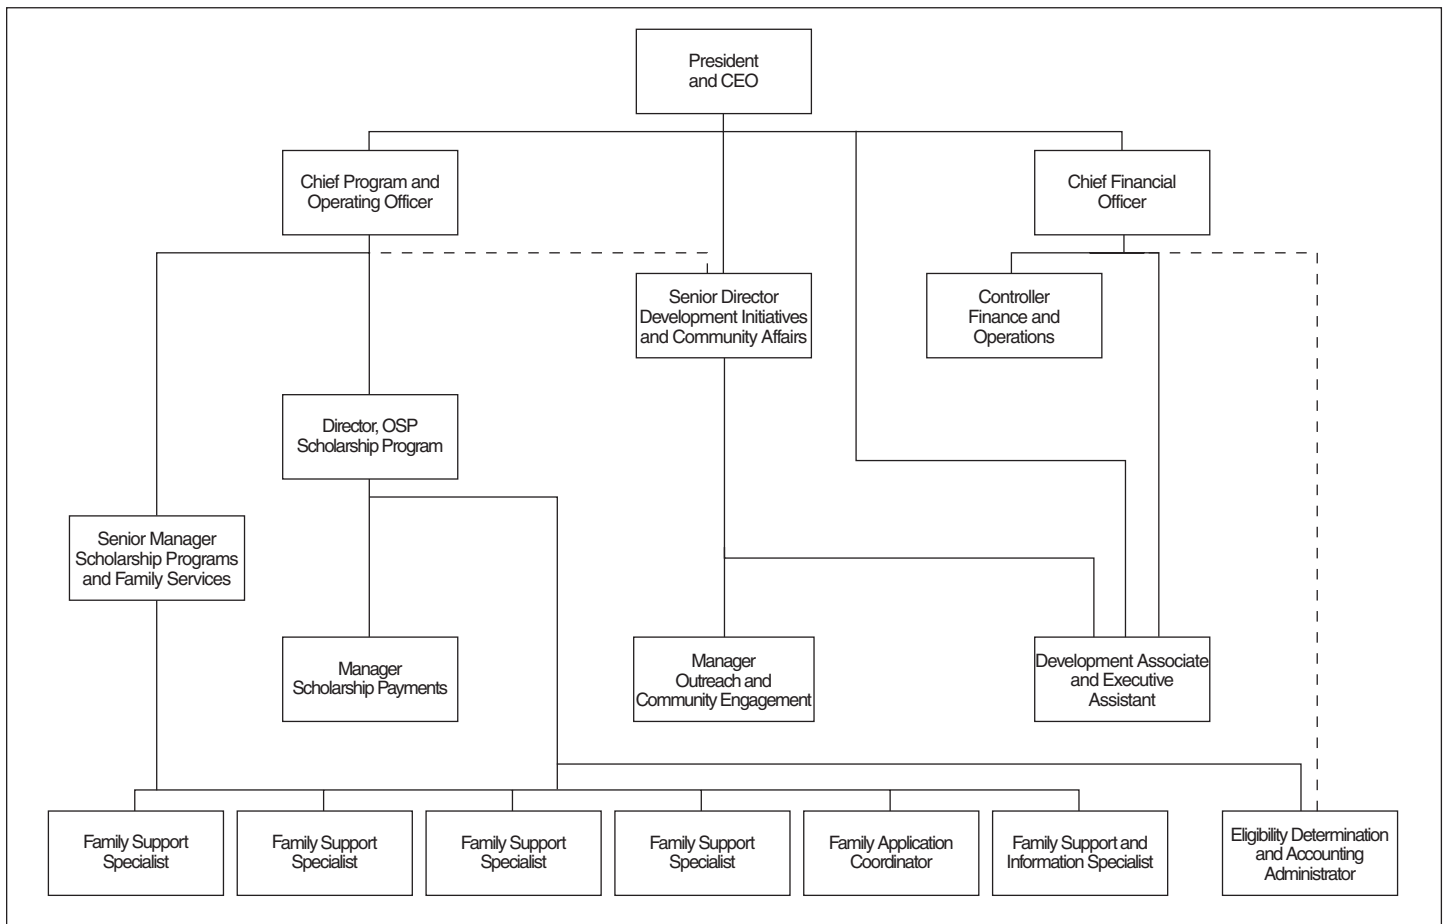 President
and CEO
Chief Program and
Operating Officer
Chief Financial
Officer
Senior Director
Development Initiatives
and Community Affairs
Controller
Finance and
Operations
Director, OSP
Scholarship Program
Senior Manager
Scholarship Programs
and Family Services
Manager
Scholarship Payments
Manager
Outreach and
Community Engagement
Development Associate
and Executive
Assistant
Family Support
Specialist
Family Support
Specialist
Family Support
Specialist
Family Support
Specialist
Family Application
Coordinator
Family Support and
Information Specialist
Eligibility Determination
and Accounting
Administrator